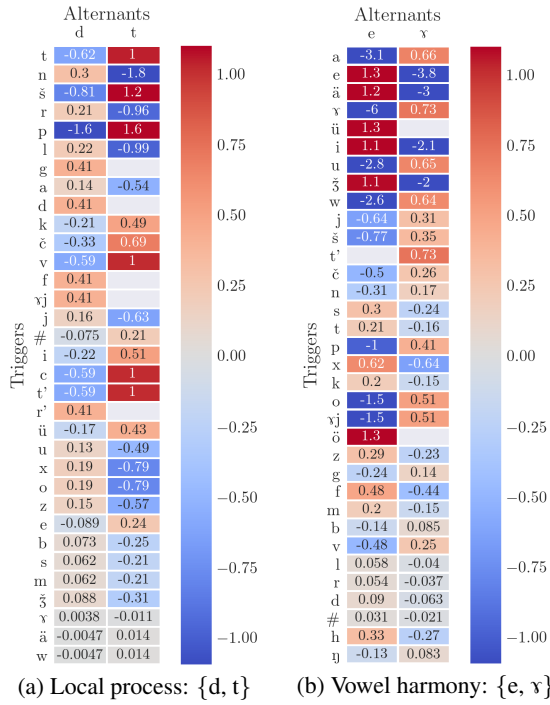 Alternants
d t
Triggers
t -0.62 1
n 0.3 -1.8
š -0.81 1.2
r 0.21 -0.96
p -1.6 1.6
l 0.22 -0.99
g 0.41
a 0.14 -0.54
d 0.41
k -0.21 0.49
č -0.33 0.69
v -0.59 1
f 0.41
ɤj 0.41
j 0.16 -0.63
# -0.075 0.21
i -0.22 0.51
c -0.59 1
t' -0.59 1
r' 0.41
ü -0.17 0.43
u 0.13 -0.49
x 0.19 -0.79
o 0.19 -0.79
z 0.15 -0.57
e -0.089 0.24
b 0.073 -0.25
s 0.062 -0.21
m 0.062 -0.21
ǯ 0.088 -0.31
ɤ 0.0038 -0.011
ä -0.0047 0.014
w -0.0047 0.014
1.00
0.75
0.50
0.25
0.00
−0.25
−0.50
−0.75
−1.00
(a) Local process: {d, t}
Alternants
e ɤ
Triggers
a -3.1 0.66
e 1.3 -3.8
ä 1.2 -3
ɤ -6 0.73
ü 1.3
i 1.1 -2.1
u -2.8 0.65
ǯ 1.1 -2
w -2.6 0.64
j -0.64 0.31
š -0.77 0.35
t' 0.73
č -0.5 0.26
n -0.31 0.17
s 0.3 -0.24
t 0.21 -0.16
p -1 0.41
x 0.62 -0.64
k 0.2 -0.15
o -1.5 0.51
ɤj -1.5 0.51
ö 1.3
z 0.29 -0.23
g -0.24 0.14
f 0.48 -0.44
m 0.2 -0.15
b -0.14 0.085
v -0.48 0.25
l 0.058 -0.04
r 0.054 -0.037
d 0.09 -0.063
# 0.031 -0.021
h 0.33 -0.27
ŋ -0.13 0.083
1.00
0.75
0.50
0.25
0.00
−0.25
−0.50
−0.75
−1.00
(b) Vowel harmony: {e, ɤ}